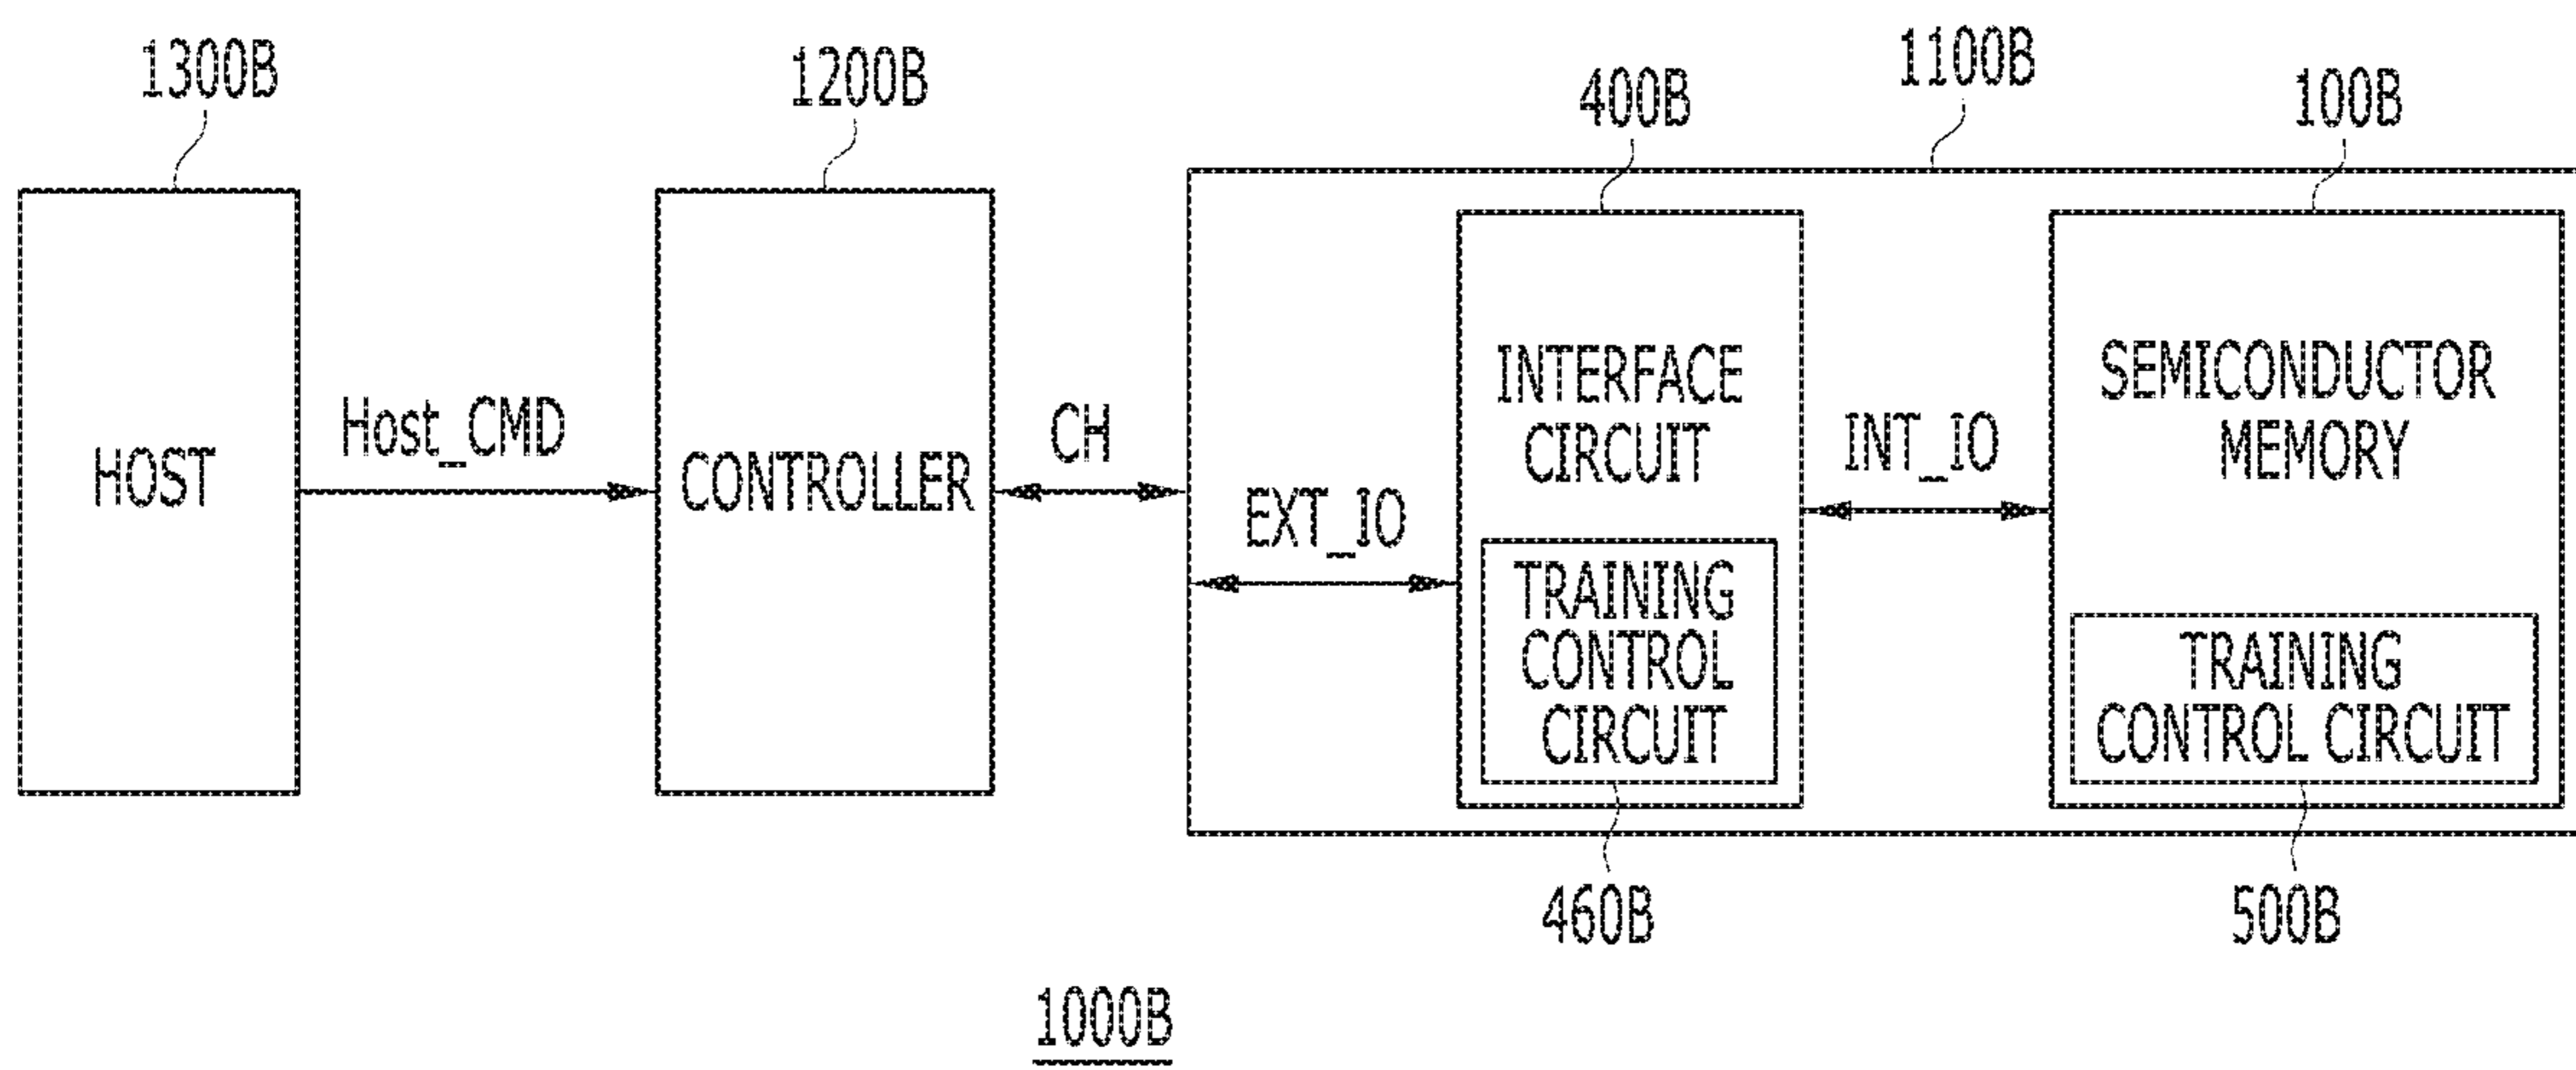 1300B
1200B
400B
1100B
100B
HOST
Host_CMD
CONTROLLER
CH
EXT_IO
INTERFACE
CIRCUIT
TRAINING
CONTROL
CIRCUIT
INT_IO
SEMICONDUCTOR
MEMORY
TRAINING
CONTROL CIRCUIT
460B
500B
1000B